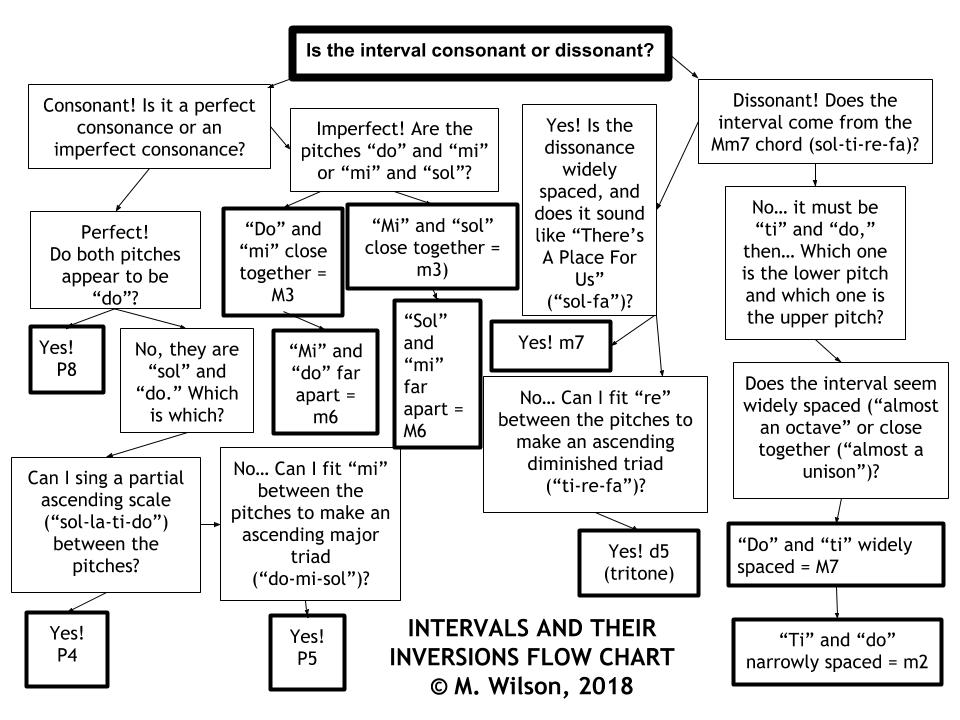 Is the interval consonant or dissonant?
Consonant! Is it a perfect
consonance or an
imperfect consonance?
Imperfect! Are the
pitches “do” and “mi”
or “mi” and “sol”?
Yes! Is the
dissonance
widely
spaced, and
does it sound
like “There’s
A Place For
Us”
(“sol-fa”)?
Dissonant! Does the
interval come from the
Mm7 chord (sol-ti-re-fa)?
Perfect!
Do both pitches
appear to be
“do”?
“Do” and
“mi” close
together =
M3
“Mi” and “sol”
close together =
m3)
No… it must be
“ti” and “do,”
then… Which one
is the lower pitch
and which one is
the upper pitch?
Yes!
P8
No, they are
“sol” and
“do.” Which
is which?
“Mi” and
“do” far
apart =
m6
“Sol”
and
“mi”
far
apart =
M6
Yes! m7
No… Can I fit “re”
between the pitches to
make an ascending
diminished triad
(“ti-re-fa”)?
Does the interval seem
widely spaced (“almost
an octave” or close
together (“almost a
unison”)?
Can I sing a partial
ascending scale
(“sol-la-ti-do”)
between the
pitches?
No… Can I fit “mi”
between the
pitches to make an
ascending major
triad
(“do-mi-sol”)?
Yes! d5
(tritone)
“Do” and “ti” widely
spaced = M7
Yes!
P4
Yes!
P5
“Ti” and “do”
narrowly spaced = m2
INTERVALS AND THEIR
INVERSIONS FLOW CHART
© M. Wilson, 2018